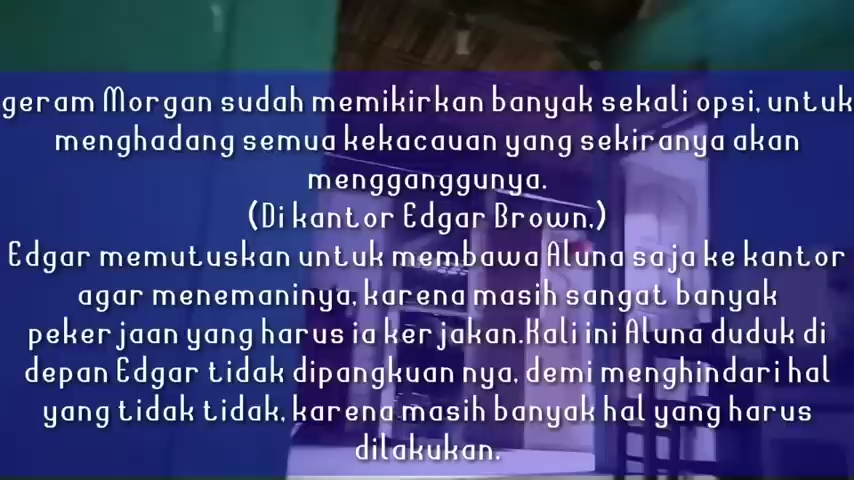 geram Morgan sudah memikirkan banyak sekali opsi, untuk
menghadang semua kekacauan yang sekiranya akan
mengganggunya.
(Di kantor Edgar Brown,)
Edgar memutuskan untuk membawa Aluna saja ke kantor
agar menemaninya, karena masih sangat banyak
pekerjaan yang harus ia kerjakan.Kali ini Aluna duduk di
depan Edgar tidak dipangkuan nya, demi menghindari hal
yang tidak tidak, karena masih banyak hal yang harus
dilakukan.